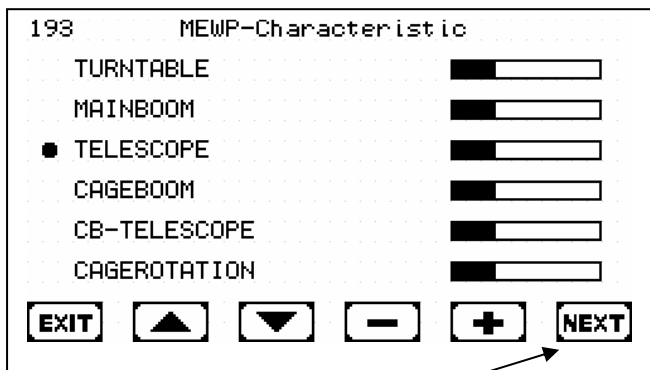 193 MEWP-Characteristic
TURNTABLE
MAINBOOM
TELESCOPE
CAGEBOOM
CB-TELESCOPE
CAGEROTATION
EXIT NEXT